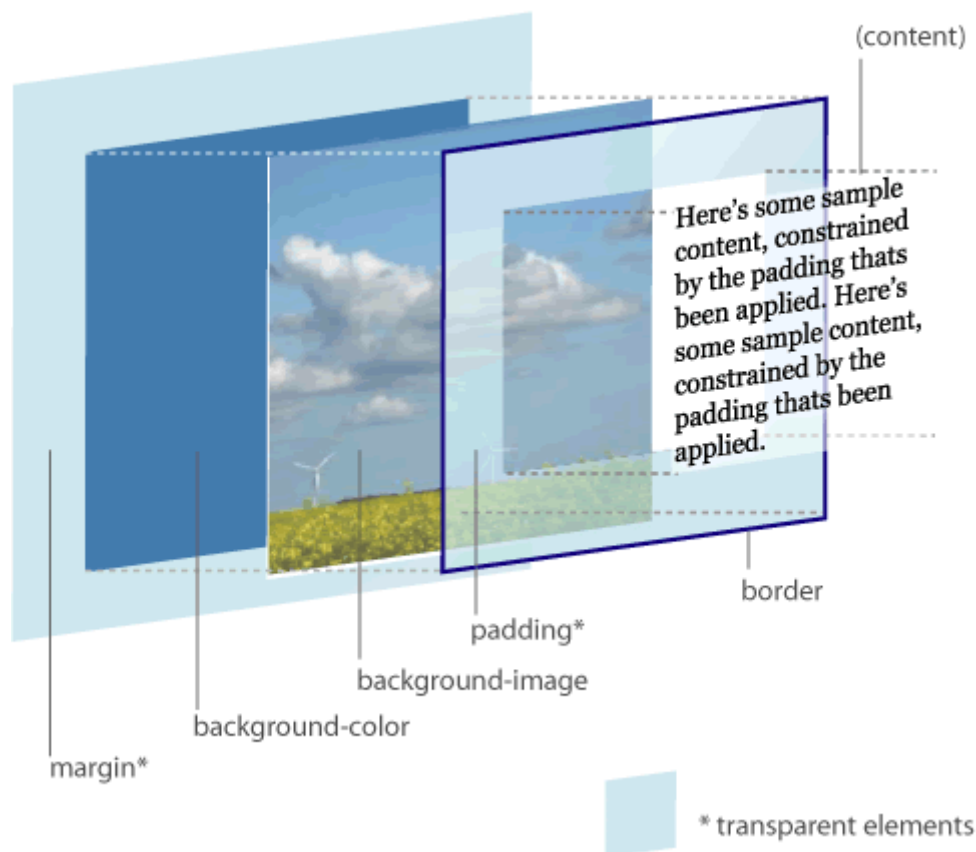 (content)
Here's some sample
content, constrained
by the padding thats
been applied. Here's
some sample content,
constrained by the
padding thats been
applied.
border
padding*
background-image
background-color
margin*
* transparent elements